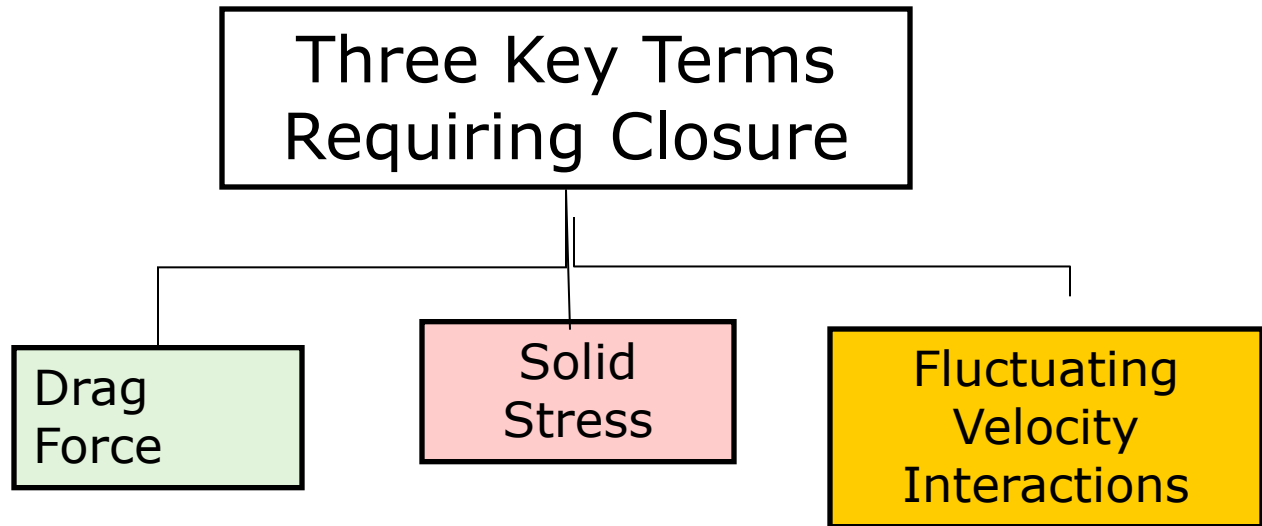 Three Key Terms
Requiring Closure
Drag
Force
Solid
Stress
Fluctuating
Velocity
Interactions